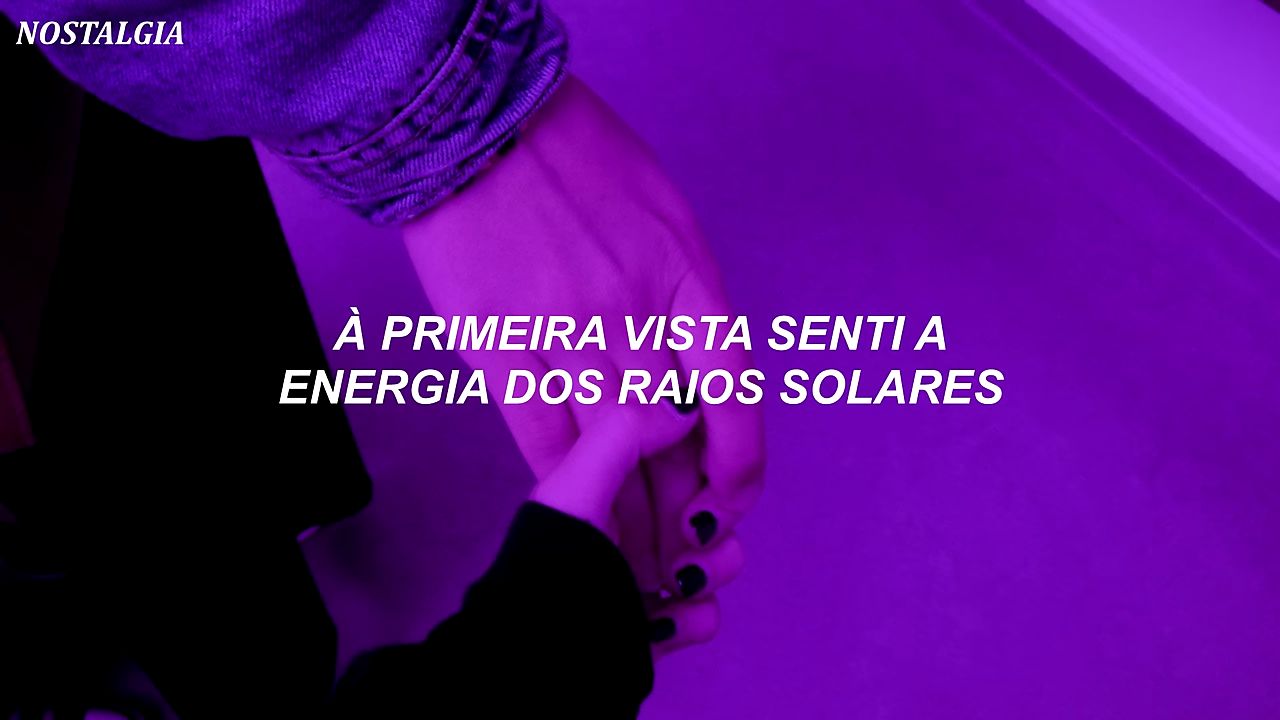 NOSTALGIA
À PRIMEIRA VISTA SENTI A
ENERGIA DOS RAIOS SOLARES